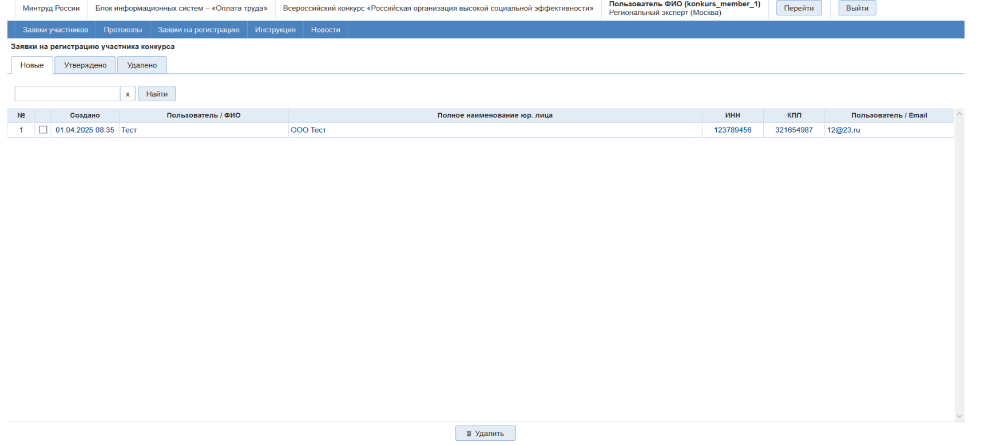 Минтруд России Блок информационных систем – «Оплата труда» Всероссийский конкурс «Российская организация высокой социальной эффективности» Пользователь ФИО (konkurs_member_1) Перейти Выйти
Региональный эксперт (Москва)
Заявки участников Протоколы Заявки на регистрацию Инструкция Новости
Заявки на регистрацию участника конкурса
Новые Утверждено Удалено
x Найти
№ Создано Пользователь / ФИО Полное наименование юр. лица ИНН КПП Пользователь / Email
1 01.04.2025 08:35 Тест ООО Тест 123789456 321654987 12@23.ru
Удалить